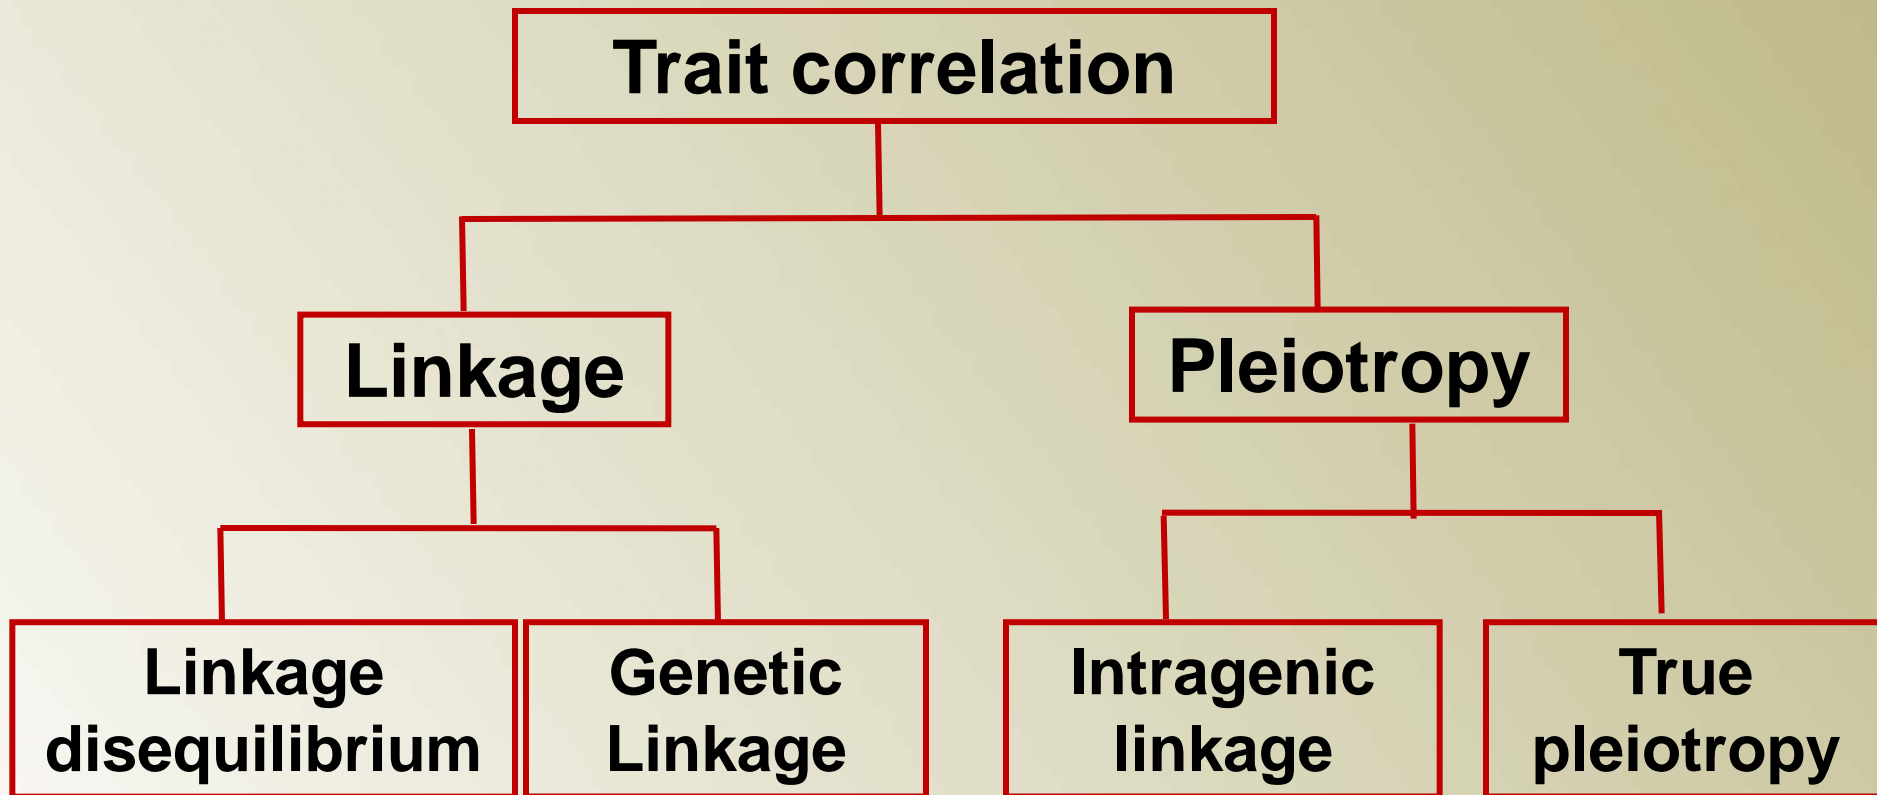 Trait correlation
Linkage
Pleiotropy
Linkage
disequilibrium
Genetic
Linkage
Intragenic
linkage
True
pleiotropy